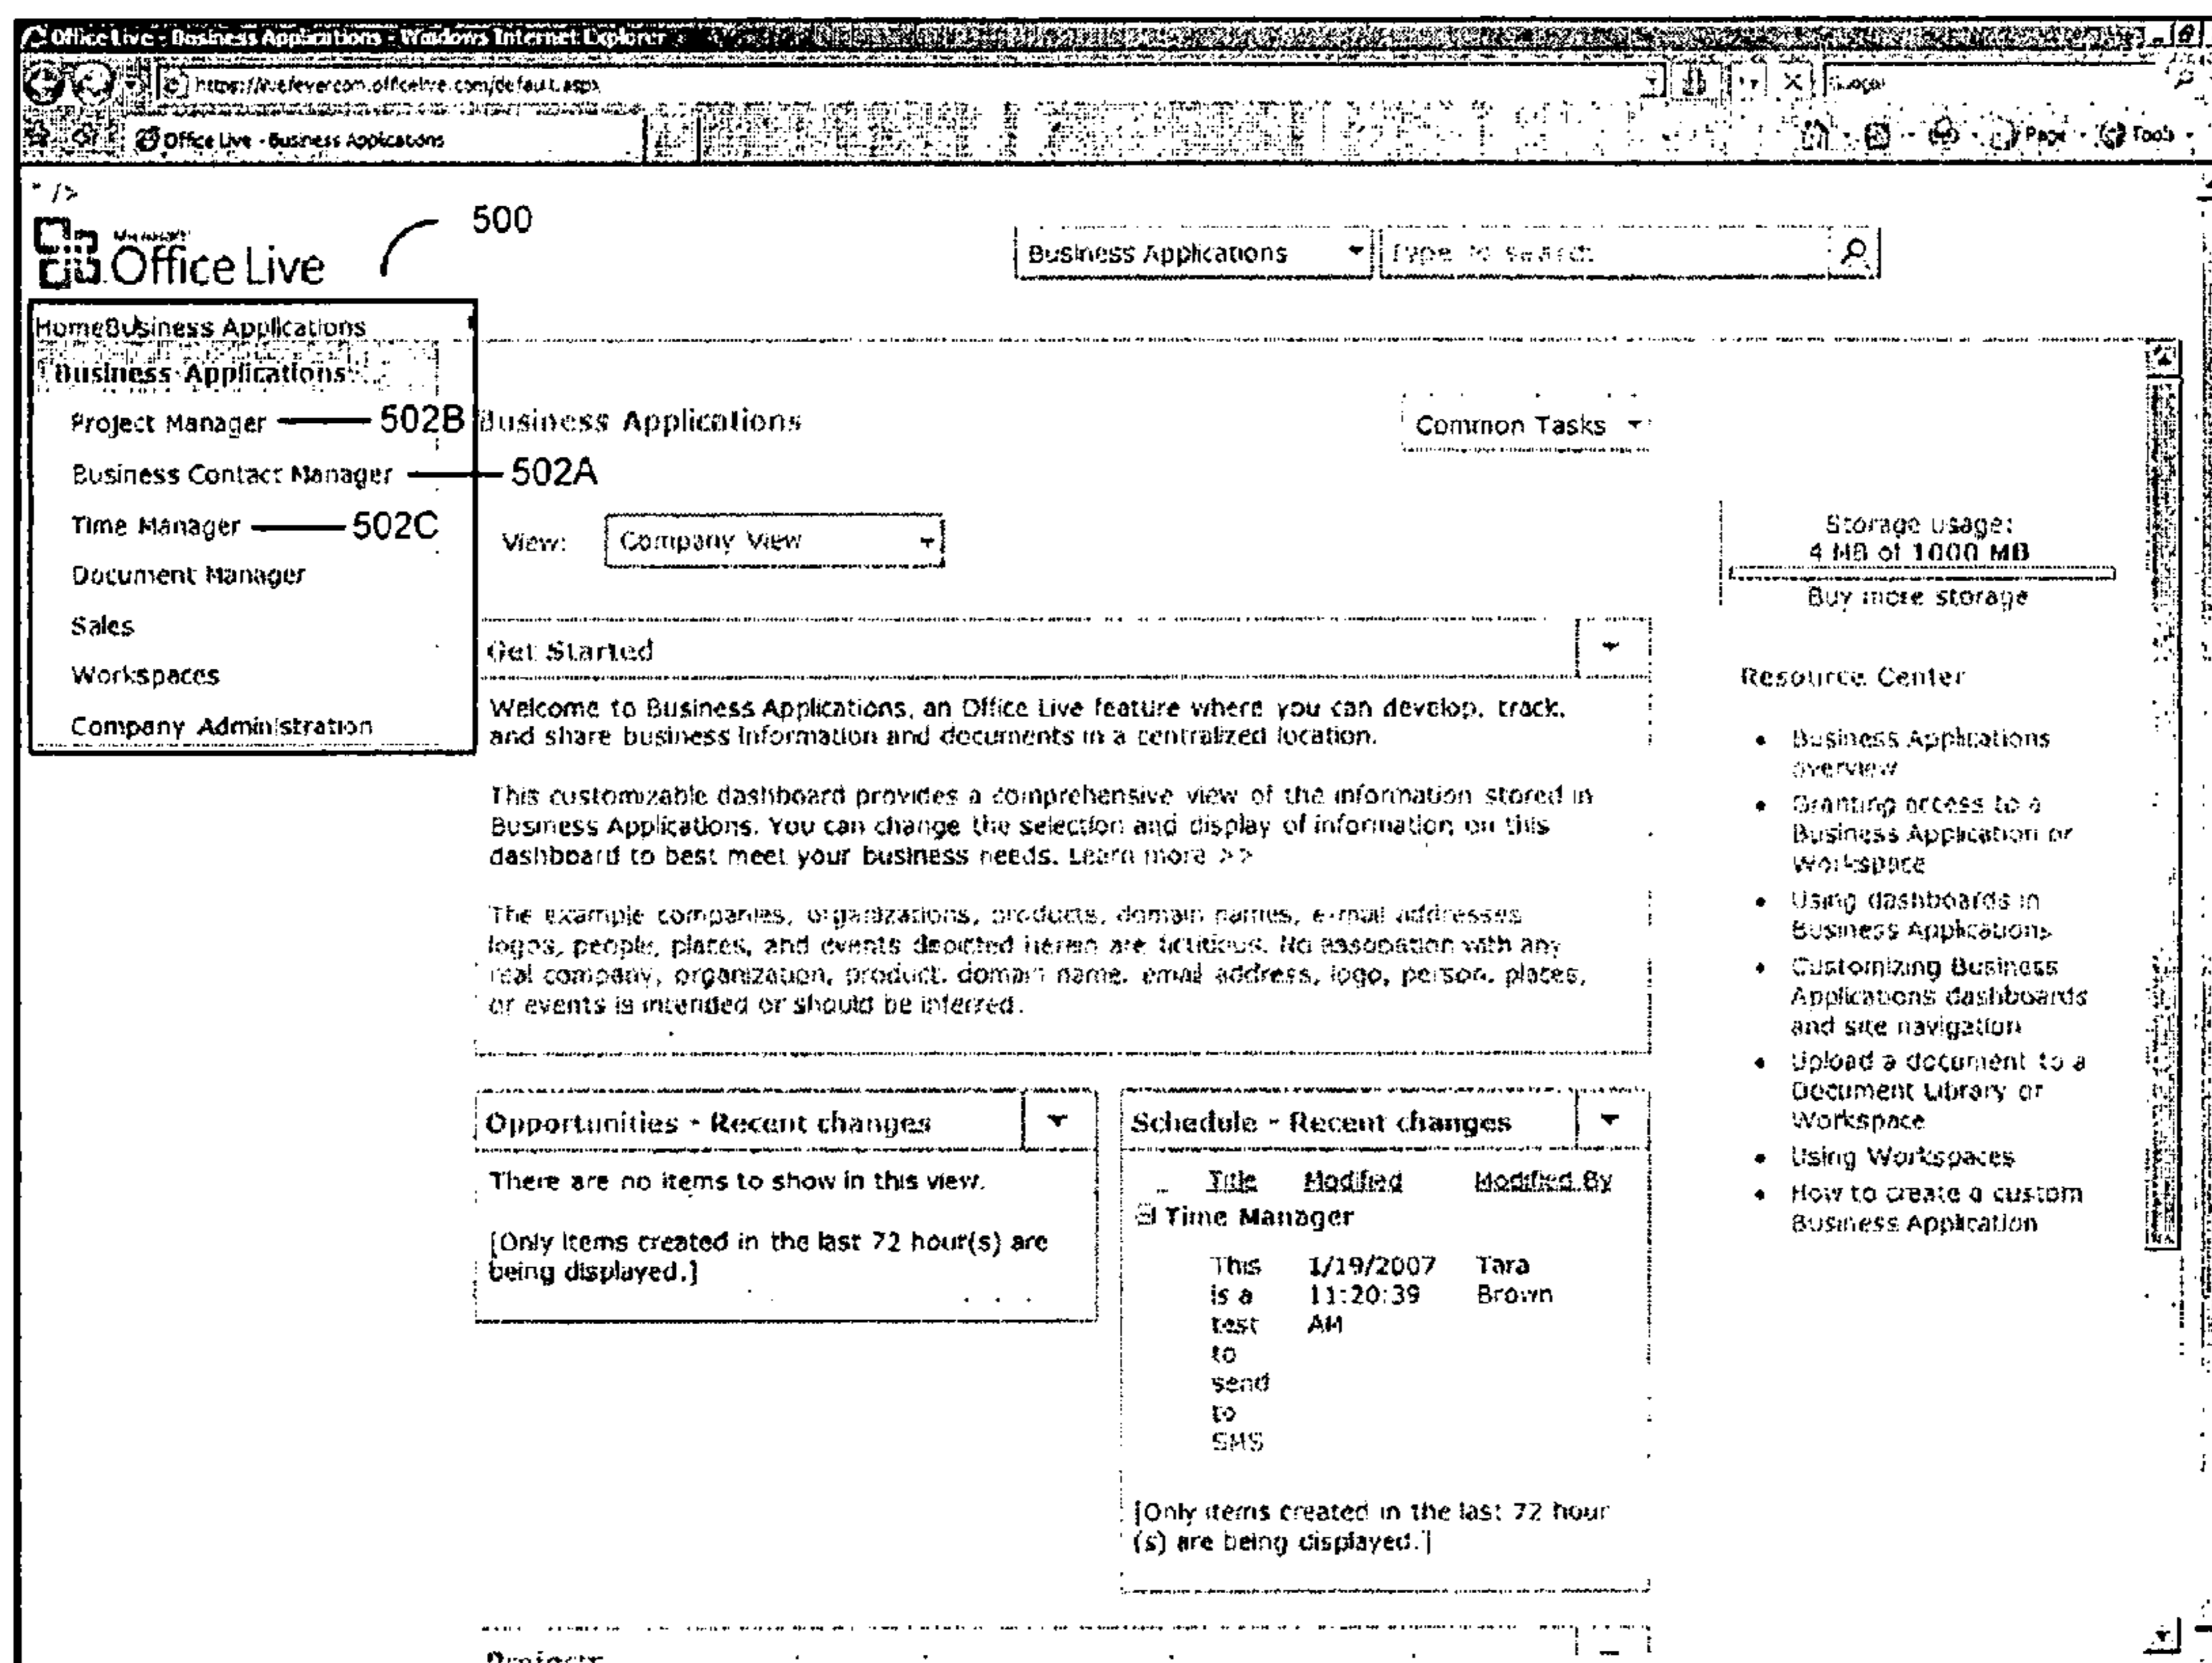 Office Live - Business Applications - Windows Internet Explorer
Office Live - Business Applications
Page
Tools
" />
500
Microsoft
Office Live
Business Applications
Type to search
HomeBusiness Applications
Business Applications
Project Manager
502B
Business Contact Manager
502A
Time Manager
502C
Document Manager
Sales
Workspaces
Company Administration
Business Applications
Common Tasks
View:
Company View
Storage usage:
4 MB of 1000 MB
Buy more storage
Get Started
Welcome to Business Applications, an Office Live feature where you can develop, track,
and share business information and documents in a centralized location.
This customizable dashboard provides a comprehensive view of the information stored in
Business Applications. You can change the selection and display of information on this
dashboard to best meet your business needs. Learn more >>
The example companies, organizations, products, domain names, e-mail addresses
logos, people, places, and events depicted herein are fictitious. No association with any
real company, organization, product, domain name, email address, logo, person, places,
or events is intended or should be inferred.
Resource Center
• Business Applications
overview
• Granting access to a
Business Application or
Workspace
• Using dashboards in
Business Applications
• Customizing Business
Applications dashboards
and site navigation
• Upload a document to a
Document Library or
Workspace
• Using Workspaces
• How to create a custom
Business Application
Opportunities - Recent changes
There are no items to show in this view.
[Only items created in the last 72 hour(s) are
being displayed.]
Schedule - Recent changes
Title Modified Modified By
Time Manager
This 1/19/2007 Tara
is a 11:20:39 Brown
test AM
to
send
to
SMS
[Only items created in the last 72 hour
(s) are being displayed.]
Projects